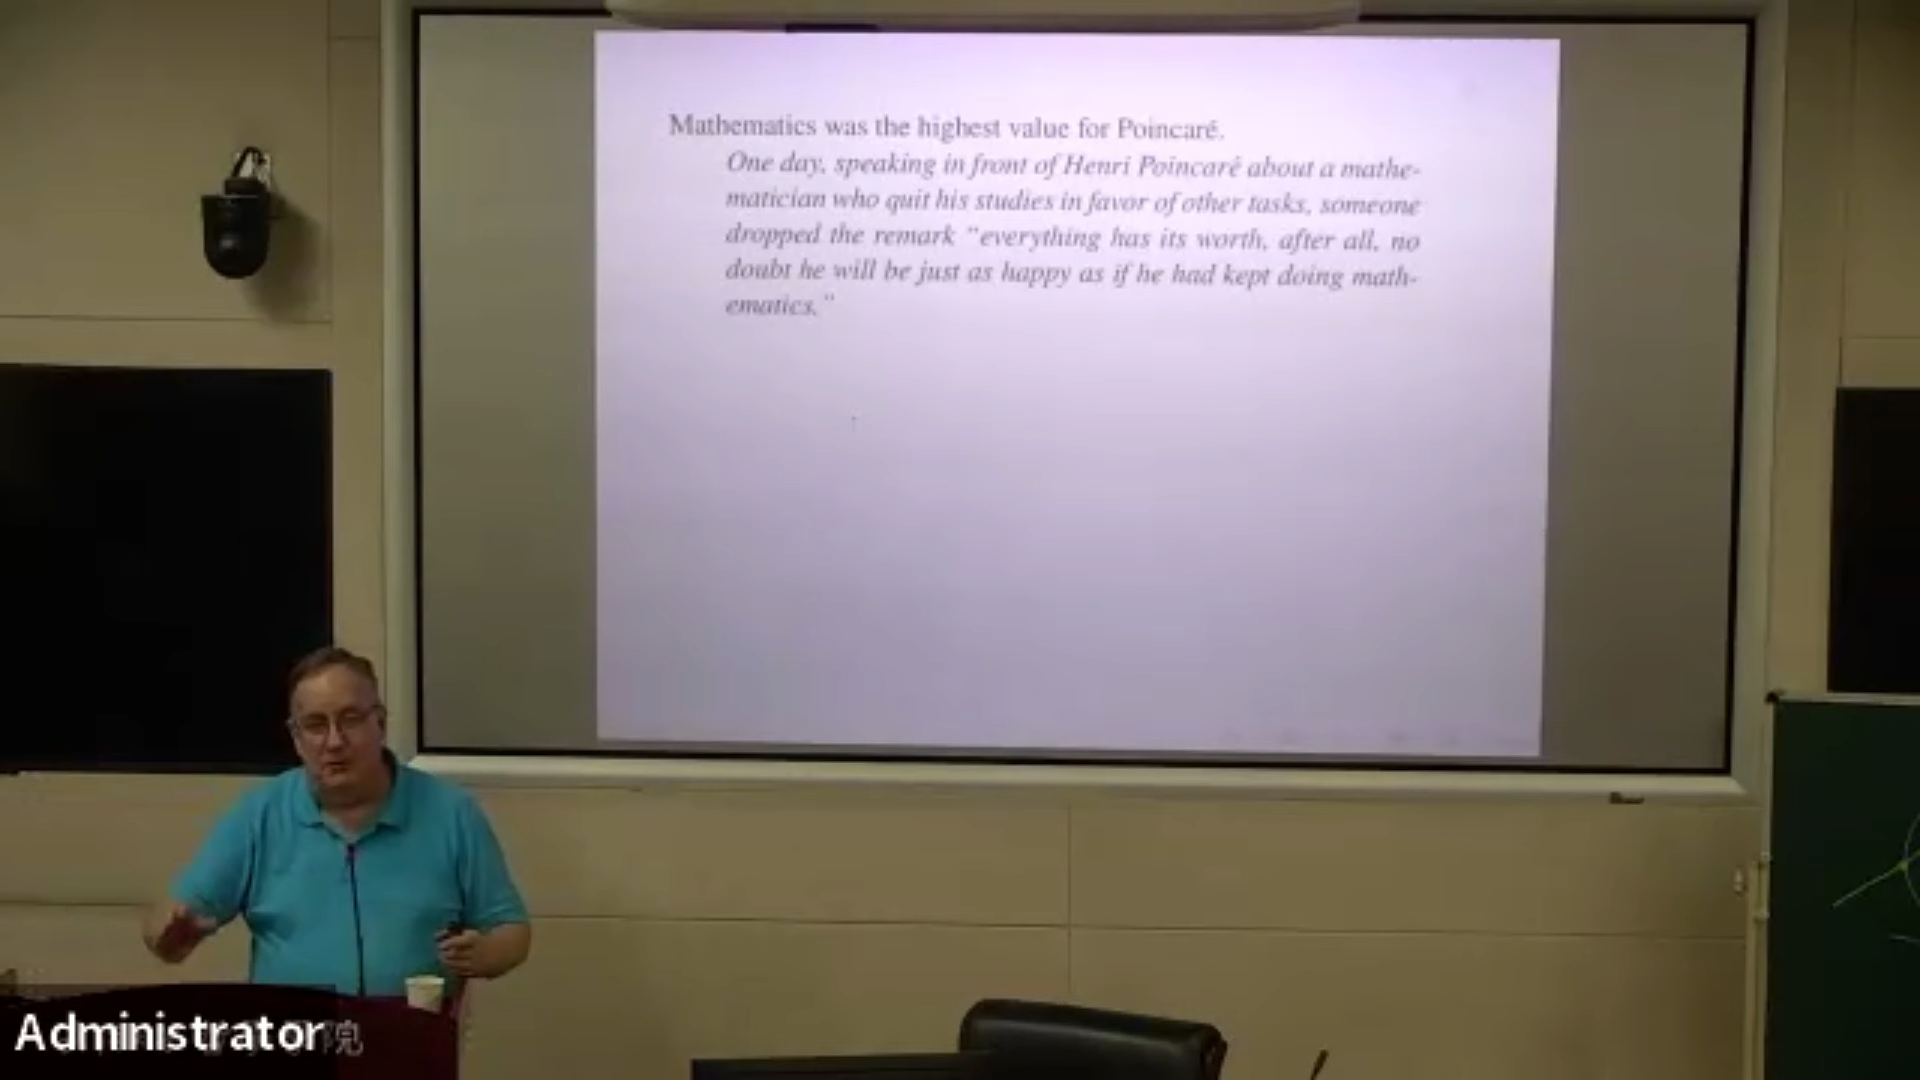 Mathematics was the highest value for Poincaré.
One day, speaking in front of Henri Poincaré about a mathe-
matician who quit his studies in favor of other tasks, someone
dropped the remark "everything has its worth, after all, no
doubt he will be just as happy as if he had kept doing math-
ematics."
Administrator
院